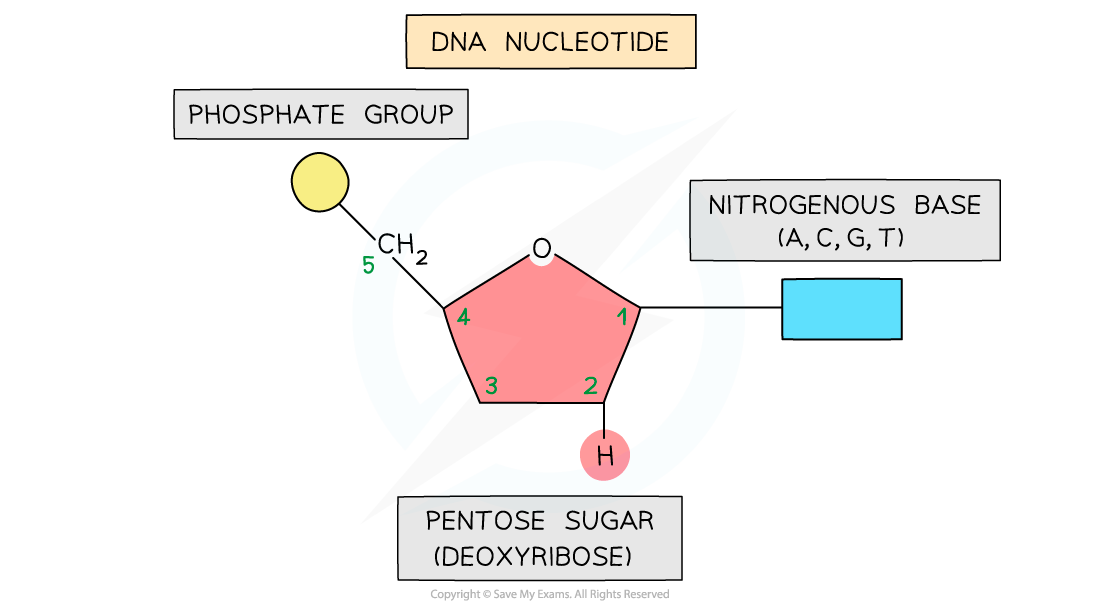 DNA NUCLEOTIDE
PHOSPHATE GROUP
NITROGENOUS BASE
(A, C, G, T)
CH2
5
O
4
1
3
2
H
PENTOSE SUGAR
(DEOXYRIBOSE)
Copyright © Save My Exams. All Rights Reserved